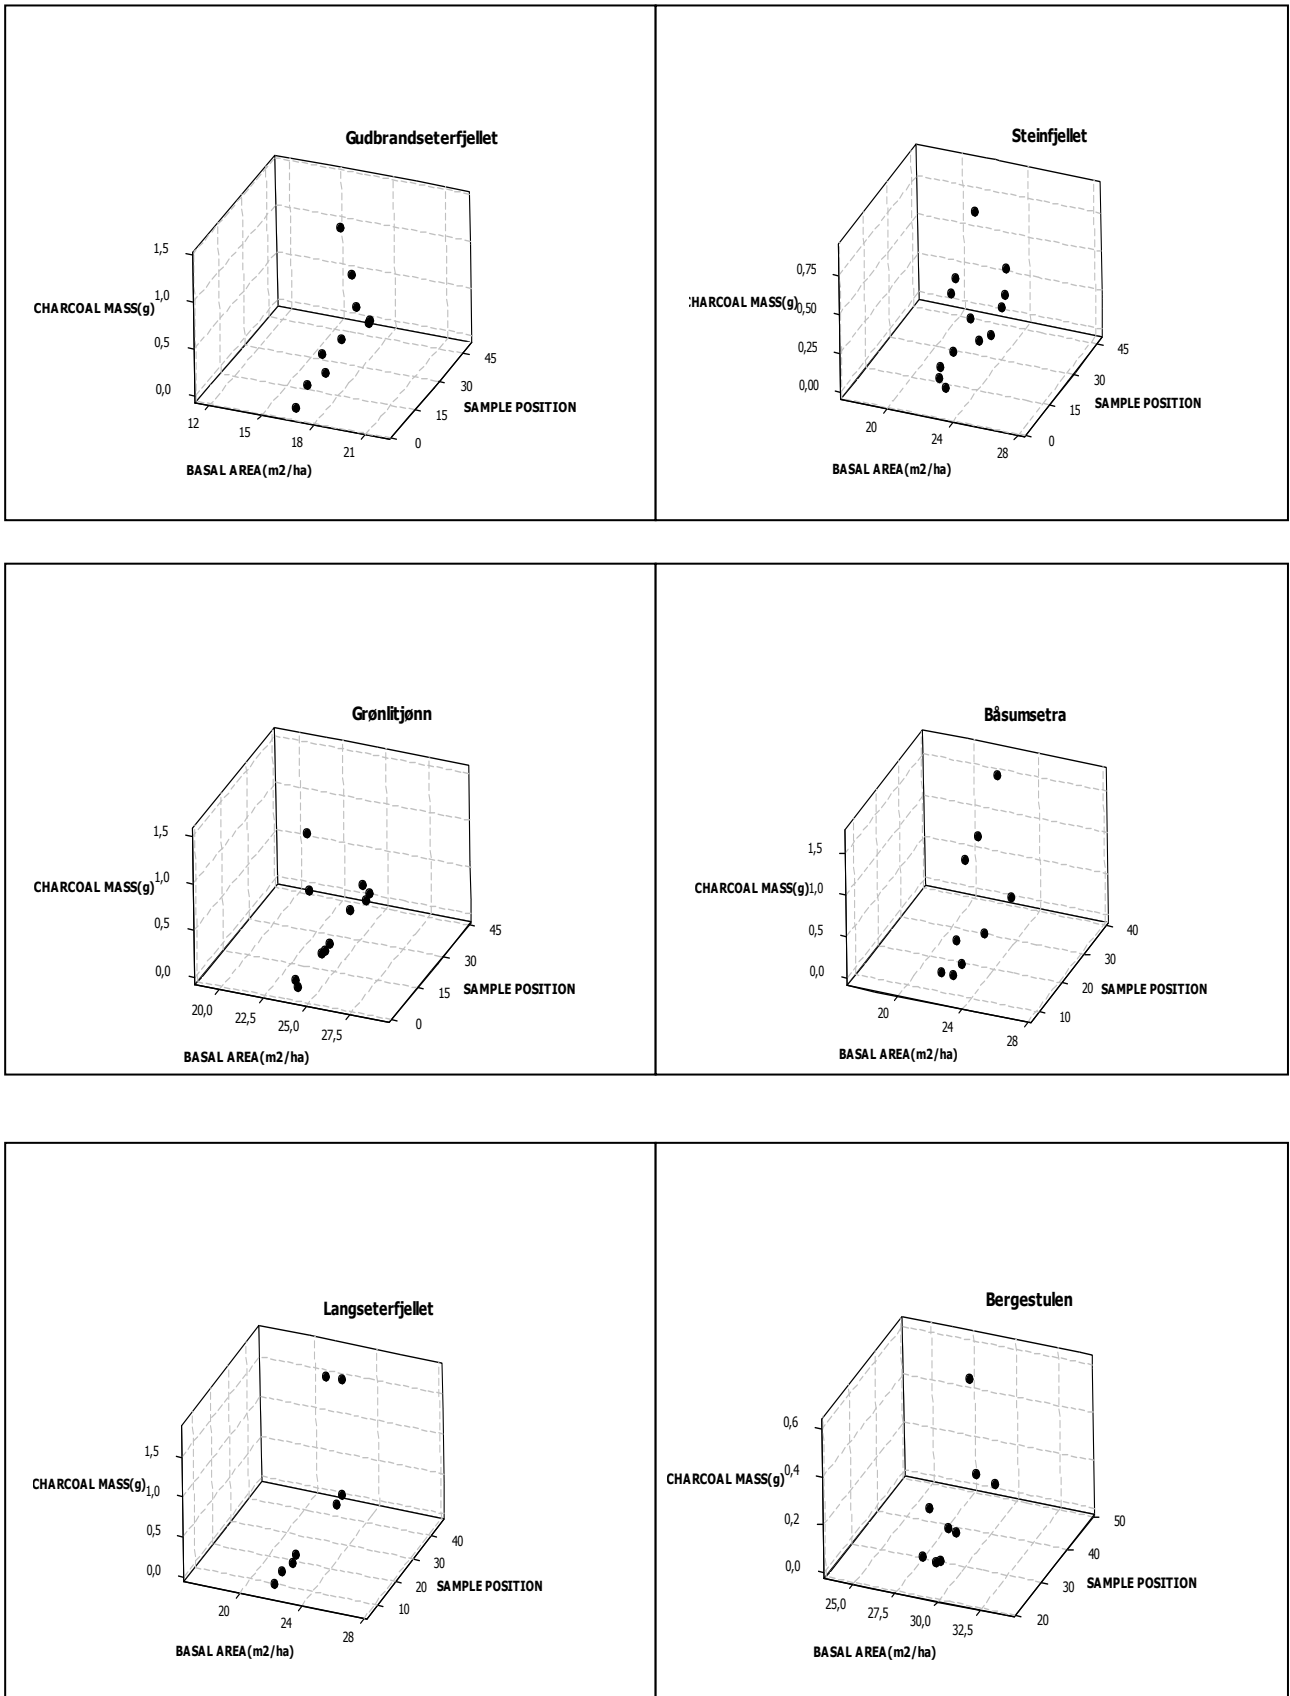 Gudbrandseterfjellet
1,5
1,0
CHARCOAL MASS(g)
0,5
0,0
45
30
15
0
SAMPLE POSITION
12
15
18
21
BASAL AREA(m2/ha)
Steinfjellet
0,75
:HARCOAL MASS(g)
0,50
0,25
0,00
45
30
15
0
SAMPLE POSITION
20
24
28
BASAL AREA(m2/ha)
Grønlitjønn
1,5
1,0
CHARCOAL MASS(g)
0,5
0,0
45
30
15
0
SAMPLE POSITION
20,0
22,5
25,0
27,5
BASAL AREA(m2/ha)
Båsumsetra
1,5
CHARCOAL MASS(g)
1,0
0,5
0,0
40
30
20
10
SAMPLE POSITION
20
24
28
BASAL AREA(m2/ha)
Langseterfjellet
1,5
CHARCOAL MASS(g)
1,0
0,5
0,0
40
30
20
10
SAMPLE POSITION
20
24
28
BASAL AREA(m2/ha)
Bergestulen
0,6
0,4
CHARCOAL MASS(g)
0,2
0,0
50
40
30
20
SAMPLE POSITION
25,0
27,5
30,0
32,5
BASAL AREA(m2/ha)